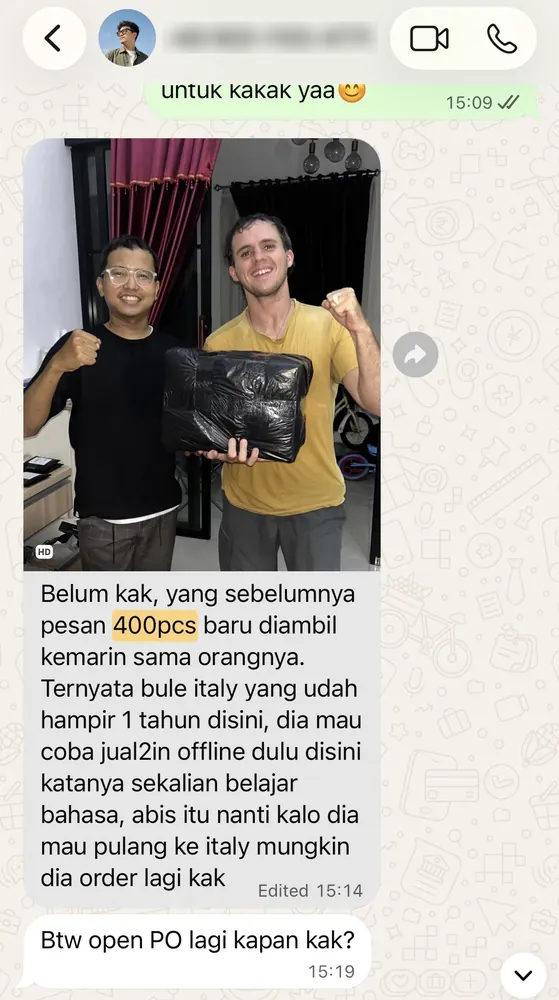 untuk kakak yaa😊
15:09
HD
Belum kak, yang sebelumnya
pesan 400pcs baru diambil
kemarin sama orangnya.
Ternyata bule italy yang udah
hampir 1 tahun disini, dia mau
coba jual2in offline dulu disini
katanya sekalian belajar
bahasa, abis itu nanti kalo dia
mau pulang ke italy mungkin
dia order lagi kak
Edited 15:14
Btw open PO lagi kapan kak?
15:19